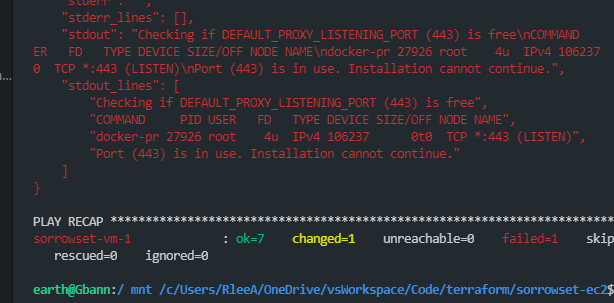 "stderr": "",
"stderr_lines": [],
"stdout": "Checking if DEFAULT_PROXY_LISTENING_PORT (443) is free\nCOMMAND
ER   FD   TYPE DEVICE SIZE/OFF NODE NAME\ndocker-pr 27926 root    4u  IPv4 106237
0  TCP *:443 (LISTEN)\nPort (443) is in use. Installation cannot continue.",
"stdout_lines": [
"Checking if DEFAULT_PROXY_LISTENING_PORT (443) is free",
"COMMAND     PID USER   FD   TYPE DEVICE SIZE/OFF NODE NAME",
"docker-pr 27926 root    4u  IPv4 106237      0t0  TCP *:443 (LISTEN)",
"Port (443) is in use. Installation cannot continue."
]
}
PLAY RECAP *********************************************************************
sorrowset-vm-1             : ok=7    changed=1    unreachable=0    failed=1    skip
rescued=0    ignored=0
earth@Gbann:/ mnt /c/Users/RleeA/OneDrive/vsWorkspace/Code/terraform/sorrowset-ec2$